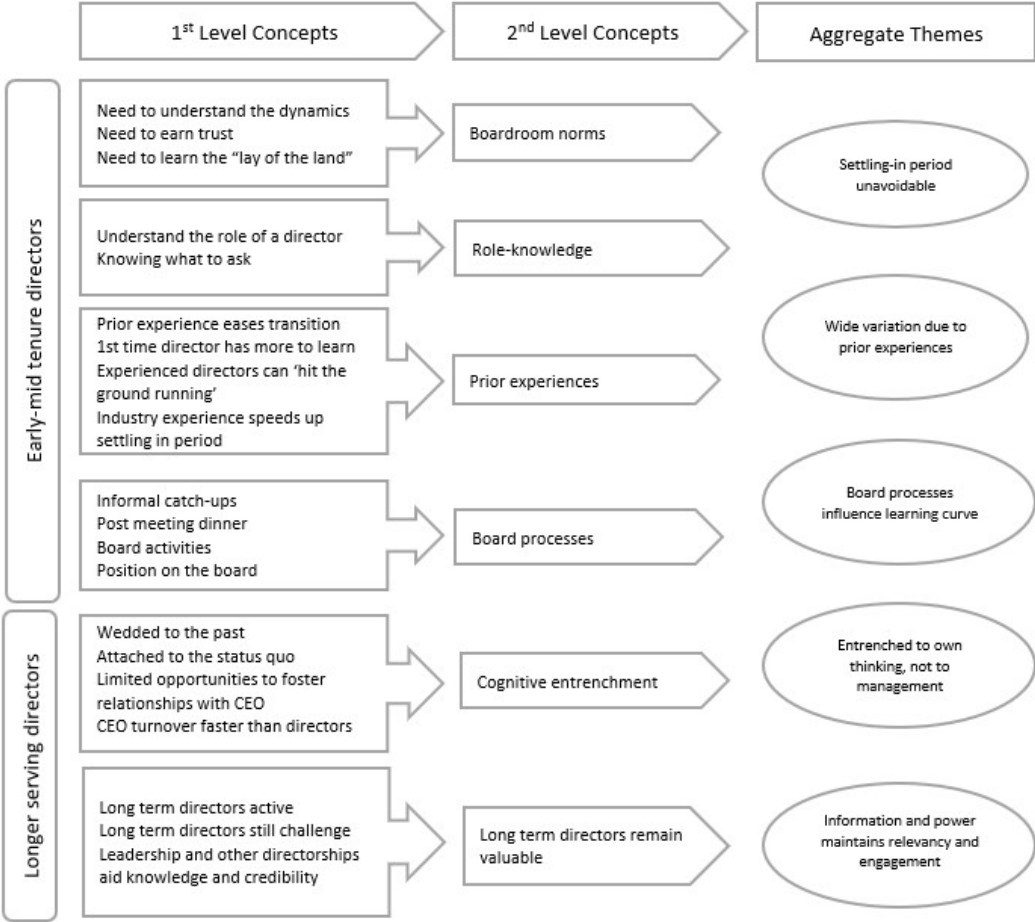 1st Level Concepts
2nd Level Concepts
Aggregate Themes
Early-mid tenure directors
Need to understand the dynamics
Need to earn trust
Need to learn the “lay of the land”
Boardroom norms
Settling-in period
unavoidable
Understand the role of a director
Knowing what to ask
Role-knowledge
Prior experience eases transition
1st time director has more to learn
Experienced directors can ‘hit the
ground running’
Industry experience speeds up
settling in period
Prior experiences
Wide variation due to
prior experiences
Informal catch-ups
Post meeting dinner
Board activities
Position on the board
Board processes
Board processes
influence learning curve
Longer serving directors
Wedded to the past
Attached to the status quo
Limited opportunities to foster
relationships with CEO
CEO turnover faster than directors
Cognitive entrenchment
Entrenched to own
thinking, not to
management
Long term directors active
Long term directors still challenge
Leadership and other directorships
aid knowledge and credibility
Long term directors remain
valuable
Information and power
maintains relevancy and
engagement